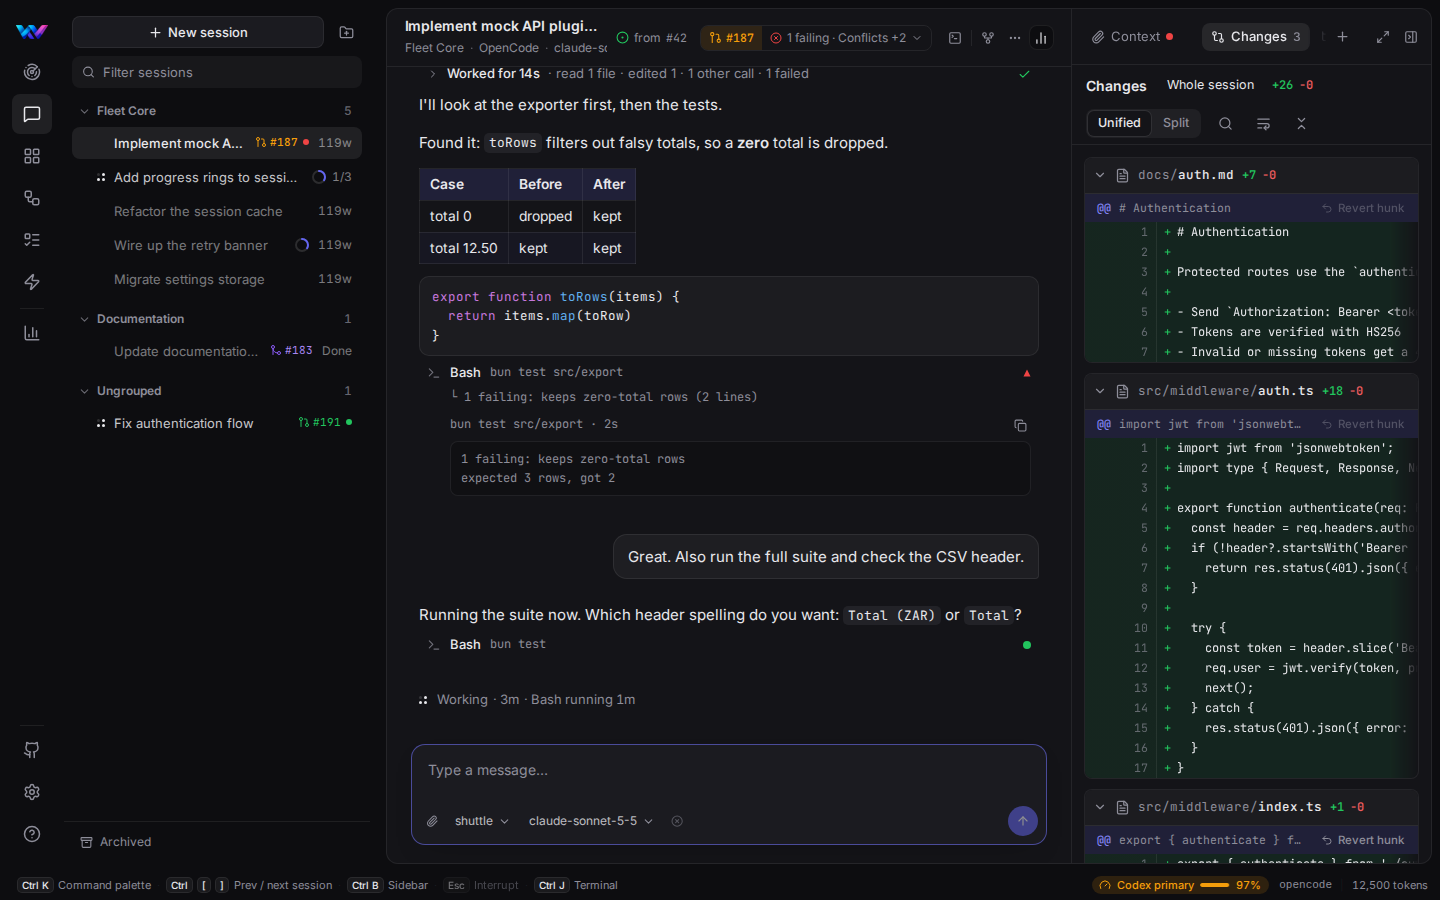 New session
Filter sessions
Fleet Core 5
Implement mock A... #187 119w
Add progress rings to sessi... 1/3
Refactor the session cache 119w
Wire up the retry banner 119w
Migrate settings storage 119w
Documentation 1
Update documentatio... #183 Done
Ungrouped 1
Fix authentication flow #191
Archived
Implement mock API plugi...
Fleet Core · OpenCode · claude-sc
from #42
#187
1 failing · Conflicts +2
Worked for 14s · read 1 file · edited 1 · 1 other call · 1 failed
I'll look at the exporter first, then the tests.
Found it: toRows filters out falsy totals, so a zero total is dropped.
Case Before After
total 0 dropped kept
total 12.50 kept kept
export function toRows(items) {
return items.map(toRow)
}
Bash bun test src/export
└ 1 failing: keeps zero-total rows (2 lines)
bun test src/export · 2s
1 failing: keeps zero-total rows
expected 3 rows, got 2
Great. Also run the full suite and check the CSV header.
Running the suite now. Which header spelling do you want: Total (ZAR) or Total?
Bash bun test
Working · 3m · Bash running 1m
Type a message...
shuttle claude-sonnet-5-5
Context Changes 3
Changes Whole session +26 -0
Unified Split
docs/auth.md +7 -0
@@ # Authentication Revert hunk
1 + # Authentication
2 +
3 + Protected routes use the `authenti
4 +
5 + - Send `Authorization: Bearer <tok
6 + - Tokens are verified with HS256
7 + - Invalid or missing tokens get a
src/middleware/auth.ts +18 -0
@@ import jwt from 'jsonwebt… Revert hunk
1 + import jwt from 'jsonwebtoken';
2 + import type { Request, Response, N
3 +
4 + export function authenticate(req:
5 + const header = req.headers.autho
6 + if (!header?.startsWith('Bearer
7 + return res.status(401).json({
8 + }
9 +
10 + try {
11 + const token = header.slice('Be
12 + req.user = jwt.verify(token, p
13 + next();
14 + } catch {
15 + res.status(401).json({ error:
16 + }
17 + }
src/middleware/index.ts +1 -0
@@ export { authenticate } f… Revert hunk
1 + export { authenticate } from './au
Ctrl K Command palette Ctrl [ ] Prev / next session Ctrl B Sidebar Esc Interrupt Ctrl J Terminal
Codex primary 97% opencode 12,500 tokens